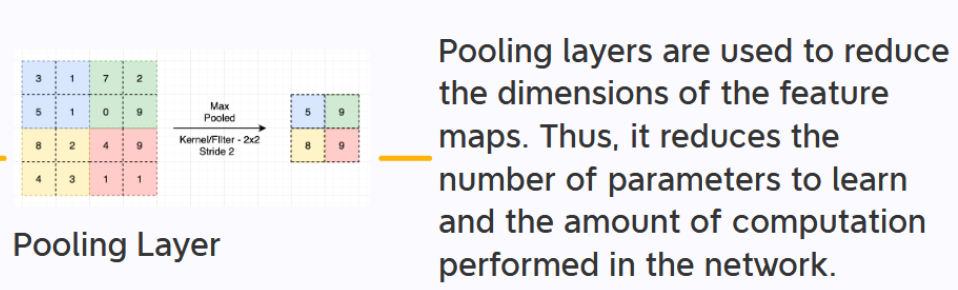 3 1 7 2
5 1 0 9
8 2 4 9
4 3 1 1
Max
Pooled
Kernel/Filter - 2x2
Stride 2
5 9
8 9
Pooling Layer
Pooling layers are used to reduce
the dimensions of the feature
maps. Thus, it reduces the
number of parameters to learn
and the amount of computation
performed in the network.